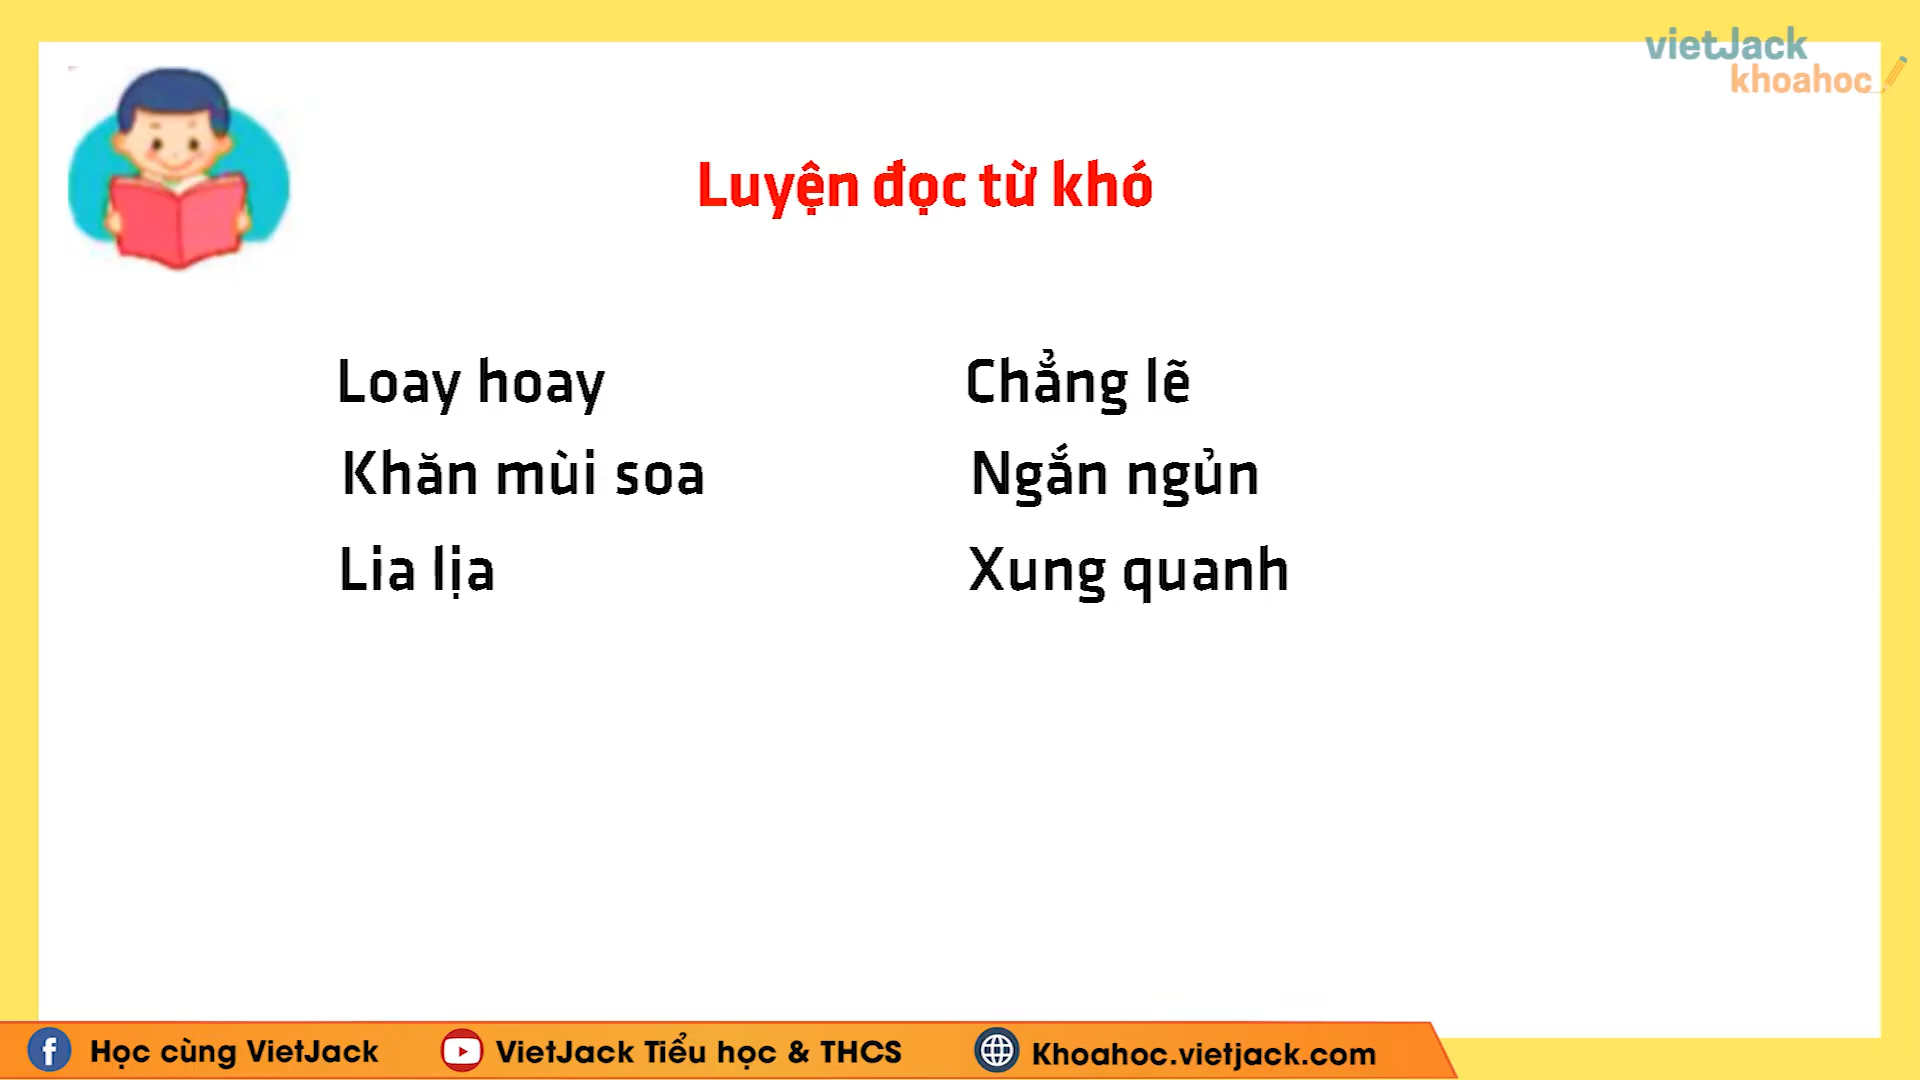 vietJack
khoahoc
Luyện đọc từ khó
Loay hoay
Chẳng lẽ
Khăn mùi soa
Ngắn ngủn
Lia lịa
Xung quanh
Học cùng VietJack
VietJack Tiểu học & THCS
Khoahoc.vietjack.com